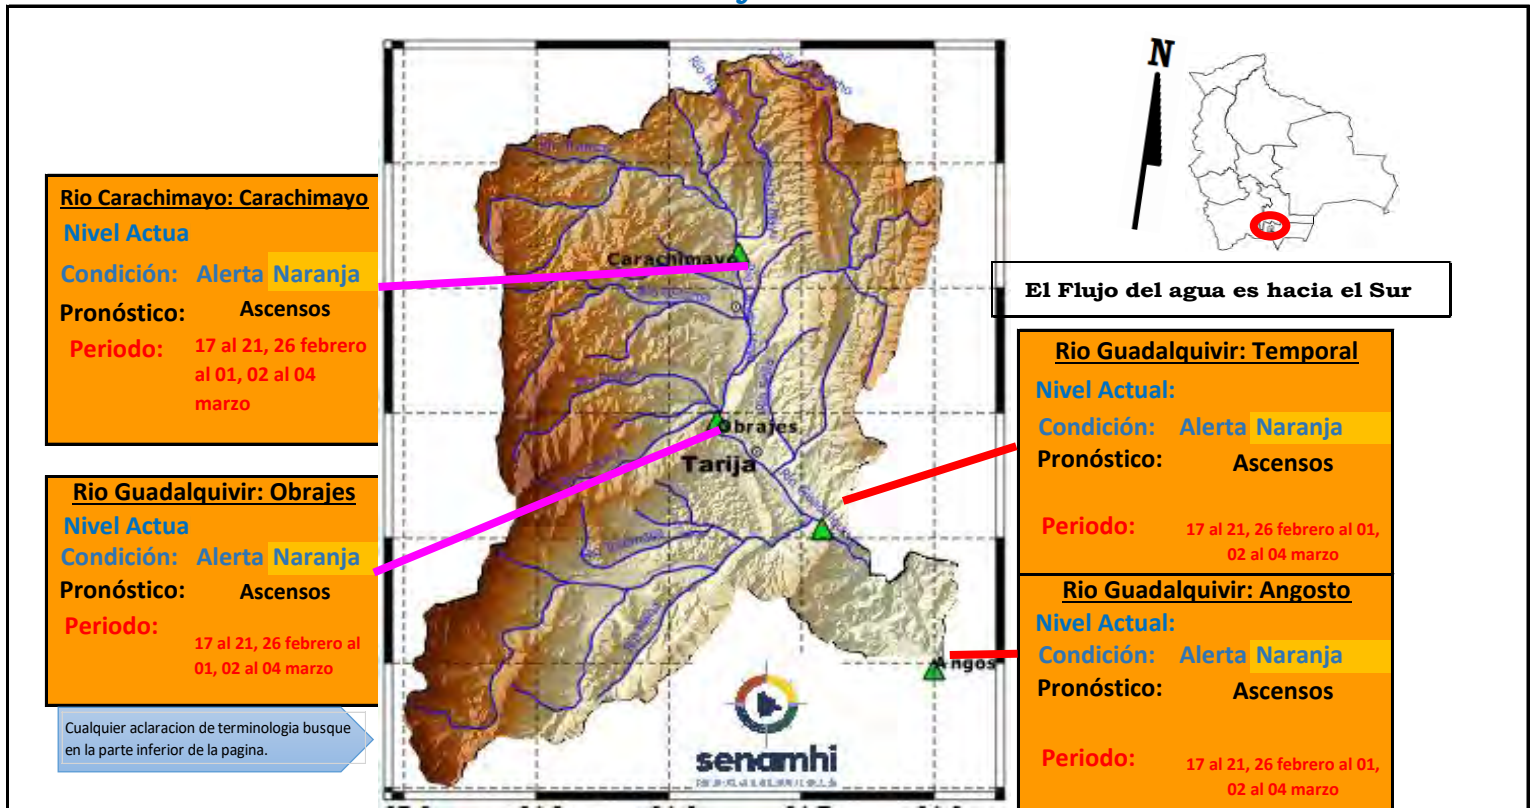 Rio Carachimayo: Carachimayo
Nivel Actua
Condición: Alerta Naranja
Pronóstico: Ascensos
Periodo: 17 al 21, 26 febrero
al 01, 02 al 04
marzo
Rio Guadalquivir: Obrajes
Nivel Actua
Condición: Alerta Naranja
Pronóstico: Ascensos
Periodo:
17 al 21, 26 febrero al
01, 02 al 04 marzo
Cualquier aclaracion de terminologia busque
en la parte inferior de la pagina.
Carachimayo
Obrajes
Tarija
Angos
senamhi
N
El Flujo del agua es hacia el Sur
Rio Guadalquivir: Temporal
Nivel Actual:
Condición: Alerta Naranja
Pronóstico: Ascensos
Periodo: 17 al 21, 26 febrero al 01,
02 al 04 marzo
Rio Guadalquivir: Angosto
Nivel Actual:
Condición: Alerta Naranja
Pronóstico: Ascensos
Periodo: 17 al 21, 26 febrero al 01,
02 al 04 marzo